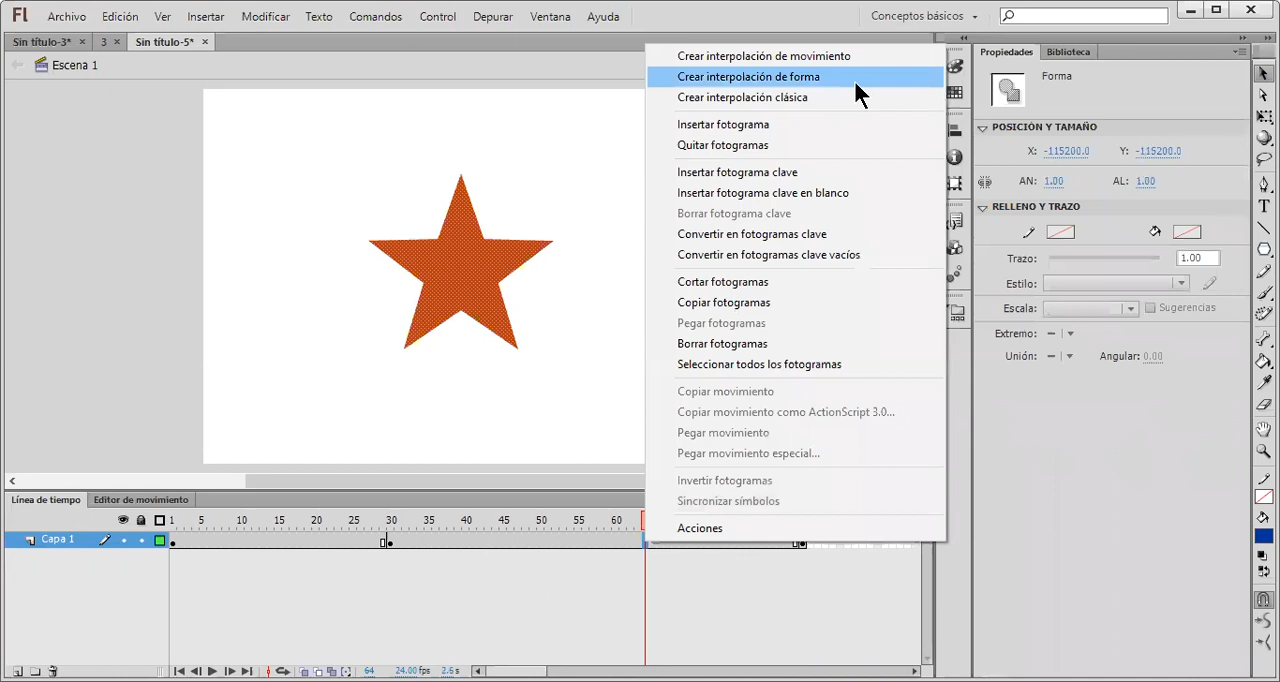 Fl Archivo Edición Ver Insertar Modificar Texto Comandos Control Depurar Ventana Ayuda Conceptos básicos
Sin título-3* × 3 × Sin título-5* ×
Escena 1
Crear interpolación de movimiento
Crear interpolación de forma
Crear interpolación clásica
Insertar fotograma
Quitar fotogramas
Insertar fotograma clave
Insertar fotograma clave en blanco
Borrar fotograma clave
Convertir en fotogramas clave
Convertir en fotogramas clave vacíos
Cortar fotogramas
Copiar fotogramas
Pegar fotogramas
Borrar fotogramas
Seleccionar todos los fotogramas
Copiar movimiento
Copiar movimiento como ActionScript 3.0...
Pegar movimiento
Pegar movimiento especial...
Invertir fotogramas
Sincronizar símbolos
Acciones
Propiedades Biblioteca
Forma
POSICIÓN Y TAMAÑO
X: -115200.0 Y: -115200.0
AN: 1.00 AL: 1.00
RELLENO Y TRAZO
Trazo: 1.00
Estilo:
Escala: Sugerencias
Extremo:
Unión: Angular: 0.00
Línea de tiempo Editor de movimiento
1 5 10 15 20 25 30 35 40 45 50 55 60
Capa 1
64 24.00 fps 2.6 s